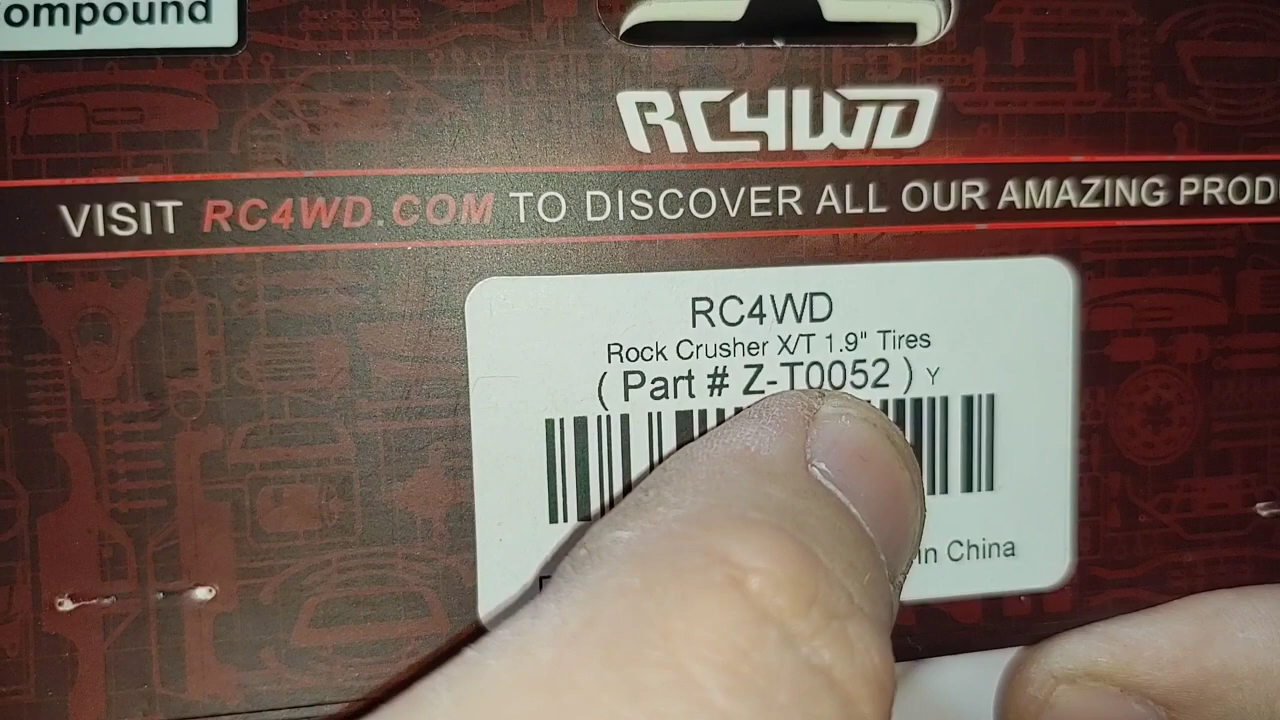 ompound
RC4WD
VISIT RC4WD.COM TO DISCOVER ALL OUR AMAZING PROD
RC4WD
Rock Crusher X/T 1.9" Tires
( Part # Z-T0052 ) Y
in China